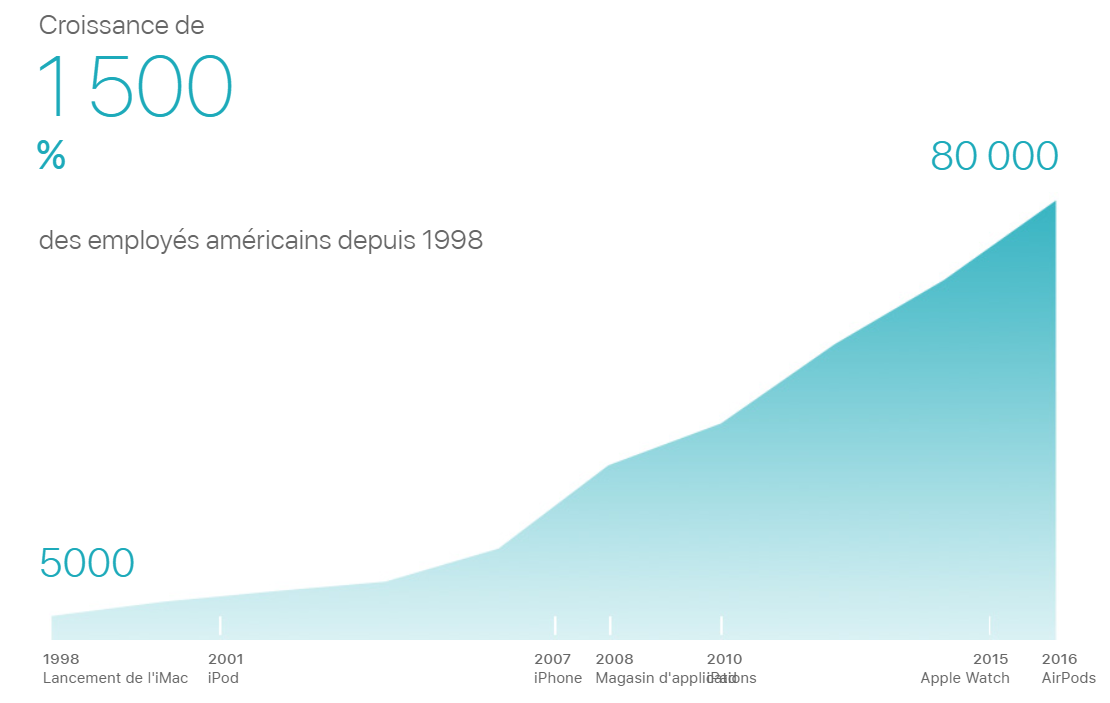 Croissance de
1 500
%
80 000
des employés américains depuis 1998
5000
1998 2001 2007 2008 2010 2015 2016
Lancement de l'iMac iPod iPhone Magasin d'applications iPad Apple Watch AirPods